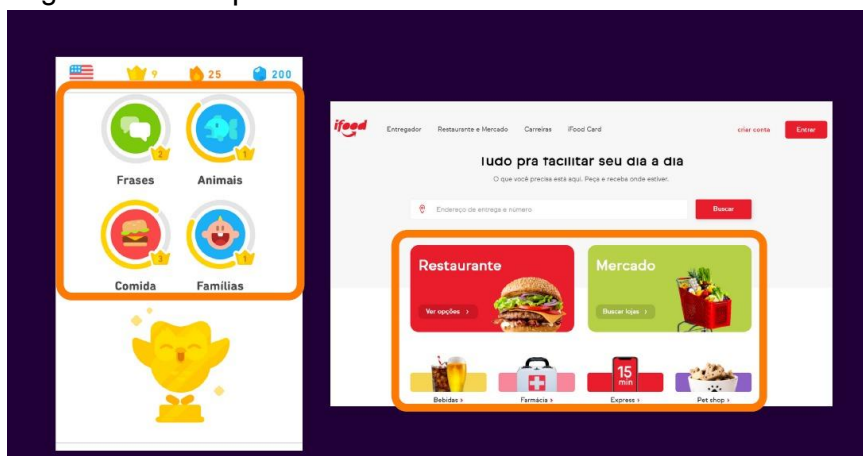 9 25 200
2 1
Frases Animais
3 1
Comida Famílias
ifood Entregador Restaurante e Mercado Carreiras iFood Card criar conta Entrar
Tudo pra facilitar seu dia a dia
O que você precisa está aqui. Peça e receba onde estiver.
Endereço de entrega e número Buscar
Restaurante Mercado
Ver opções > Buscar lojas >
15
min
Bebidas > Farmácia > Express > Pet shop >